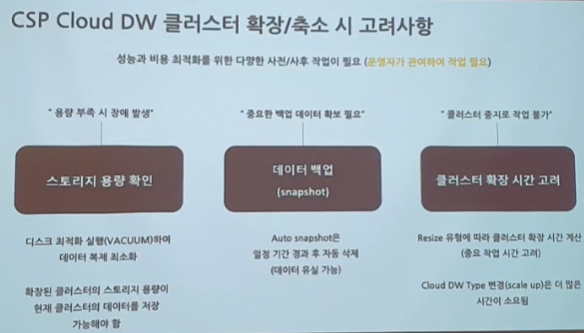 CSP Cloud DW 클러스터 확장/축소 시 고려사항
성능과 비용 최적화를 위한 다양한 사전/사후 작업이 필요 (운영자가 관여하여 작업 필요)
" 용량 부족 시 장애 발생"
" 중요한 백업 데이터 확보 필요"
" 클러스터 중지로 작업 불가"
스토리지 용량 확인
데이터 백업
(snapshot)
클러스터 확장 시간 고려
디스크 최적화 실행(VACUUM)하여
데이터 복제 최소화
확장된 클러스터의 스토리지 용량이
현재 클러스터의 데이터를 저장
가능해야 함
Auto snapshot은
일정 기간 경과 후 자동 삭제
(데이터 유실 가능)
Resize 유형에 따라 클러스터 확장 시간 계산
(중요 작업 시간 고려)
Cloud DW Type 변경(scale up)은 더 많은
시간이 소요됨